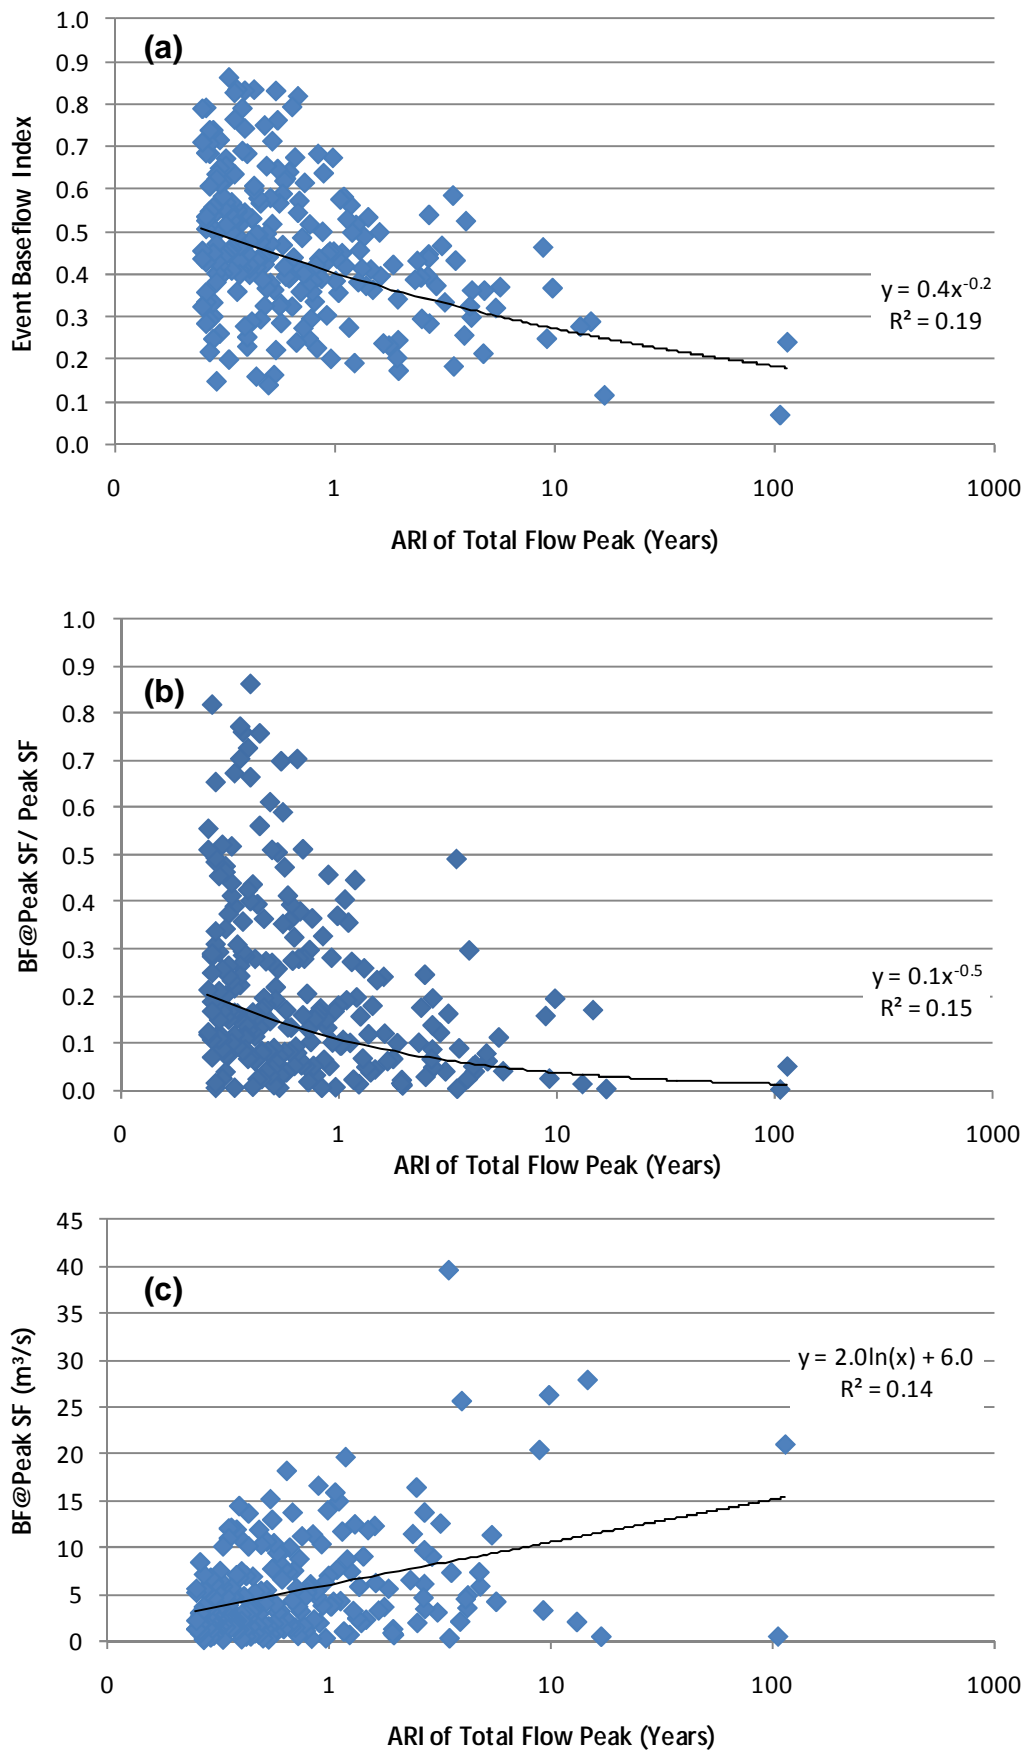 1.0
(a)
0.9
0.8
0.7
0.6
0.5
0.4
0.3
0.2
0.1
0.0
Event Baseflow Index
y = 0.4x^-0.2
R² = 0.19
0 1 10 100 1000
ARI of Total Flow Peak (Years)
1.0
0.9
(b)
0.8
0.7
0.6
0.5
0.4
0.3
0.2
0.1
0.0
BF@Peak SF/ Peak SF
y = 0.1x^-0.5
R² = 0.15
0 1 10 100 1000
ARI of Total Flow Peak (Years)
45
40
(c)
35
30
25
20
15
10
5
0
BF@Peak SF (m³/s)
y = 2.0ln(x) + 6.0
R² = 0.14
0 1 10 100 1000
ARI of Total Flow Peak (Years)